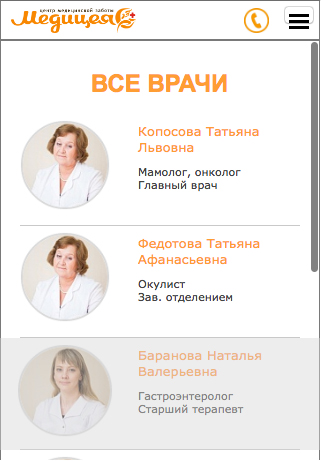 центр медицинской заботы
Медицея
ВСЕ ВРАЧИ
Копосова Татьяна
Львовна
Мамолог, онколог
Главный врач
Федотова Татьяна
Афанасьевна
Окулист
Зав. отделением
Баранова Наталья
Валерьевна
Гастроэнтеролог
Старший терапевт